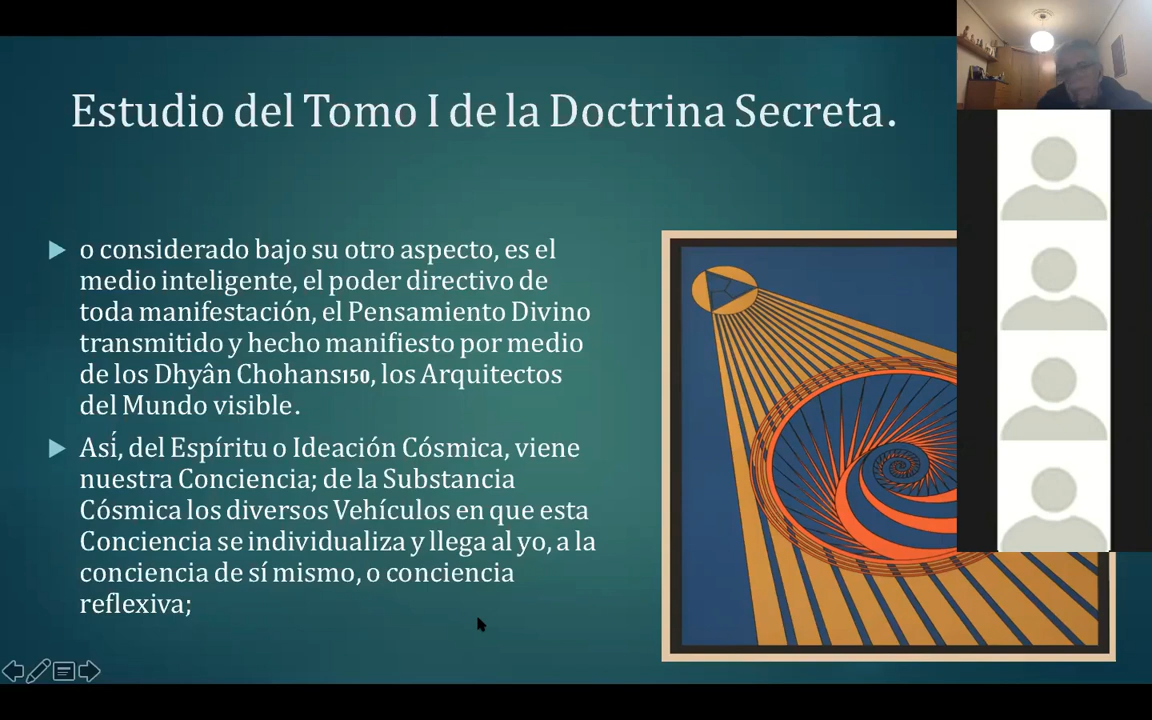 Estudio del Tomo I de la Doctrina Secreta.
o considerado bajo su otro aspecto, es el
medio inteligente, el poder directivo de
toda manifestación, el Pensamiento Divino
transmitido y hecho manifiesto por medio
de los Dhyân Chohans150, los Arquitectos
del Mundo visible.
Así, del Espíritu o Ideación Cósmica, viene
nuestra Conciencia; de la Substancia
Cósmica los diversos Vehículos en que esta
Conciencia se individualiza y llega al yo, a la
conciencia de sí mismo, o conciencia
reflexiva;